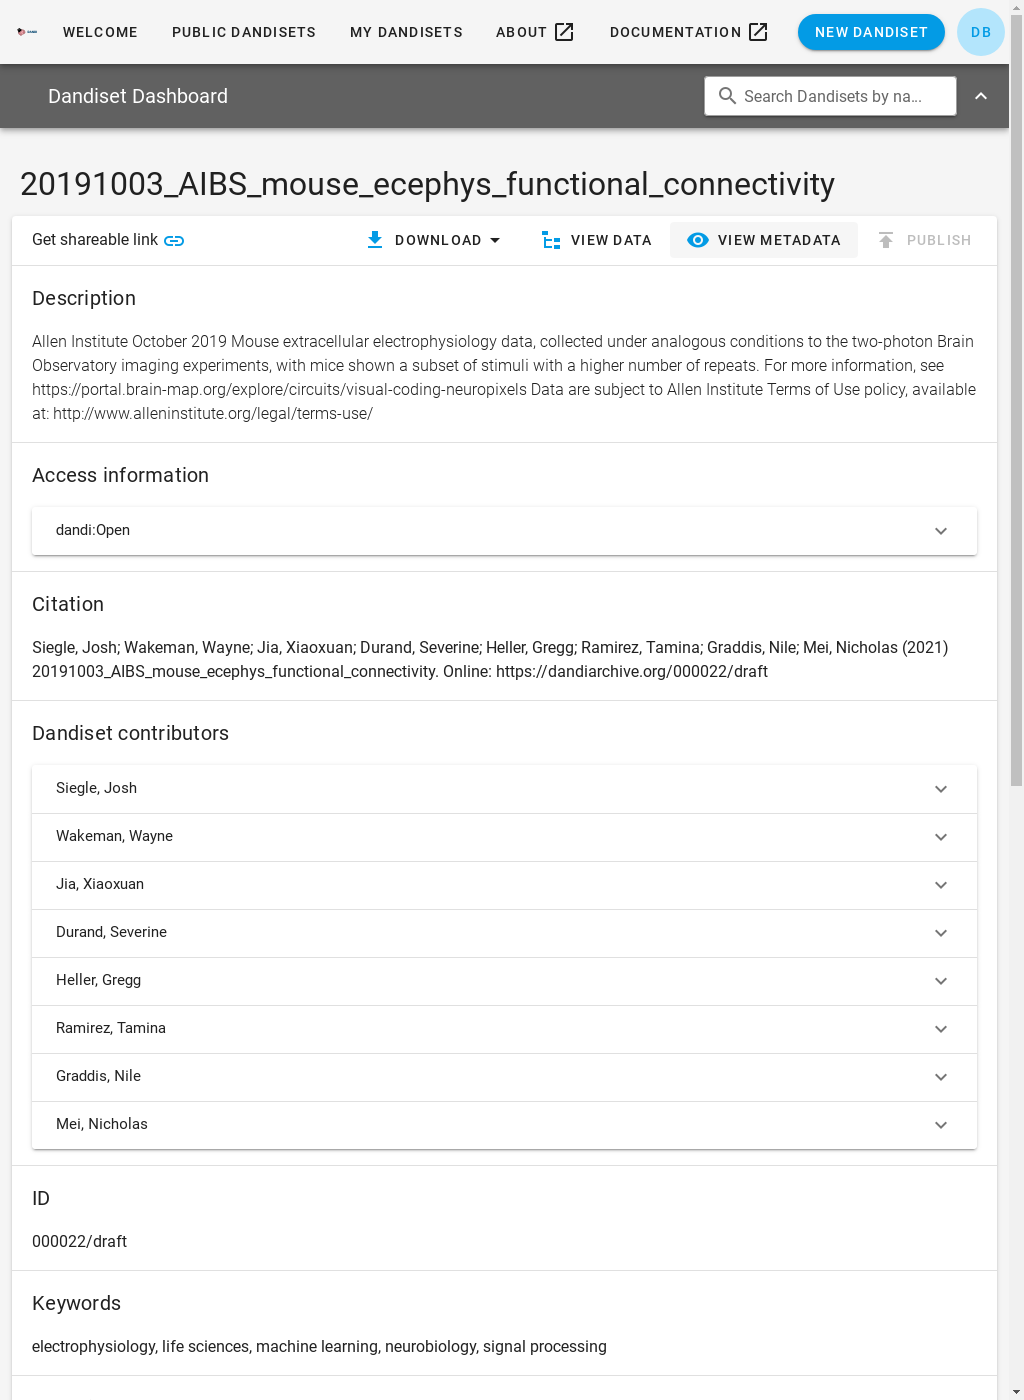 WELCOME PUBLIC DANDISETS MY DANDISETS ABOUT DOCUMENTATION NEW DANDISET DB
Dandiset Dashboard Search Dandisets by na...
20191003_AIBS_mouse_ecephys_functional_connectivity
Get shareable link DOWNLOAD VIEW DATA VIEW METADATA PUBLISH
Description
Allen Institute October 2019 Mouse extracellular electrophysiology data, collected under analogous conditions to the two-photon Brain
Observatory imaging experiments, with mice shown a subset of stimuli with a higher number of repeats. For more information, see
https://portal.brain-map.org/explore/circuits/visual-coding-neuropixels Data are subject to Allen Institute Terms of Use policy, available
at: http://www.alleninstitute.org/legal/terms-use/
Access information
dandi:Open
Citation
Siegle, Josh; Wakeman, Wayne; Jia, Xiaoxuan; Durand, Severine; Heller, Gregg; Ramirez, Tamina; Graddis, Nile; Mei, Nicholas (2021)
20191003_AIBS_mouse_ecephys_functional_connectivity. Online: https://dandiarchive.org/000022/draft
Dandiset contributors
Siegle, Josh
Wakeman, Wayne
Jia, Xiaoxuan
Durand, Severine
Heller, Gregg
Ramirez, Tamina
Graddis, Nile
Mei, Nicholas
ID
000022/draft
Keywords
electrophysiology, life sciences, machine learning, neurobiology, signal processing